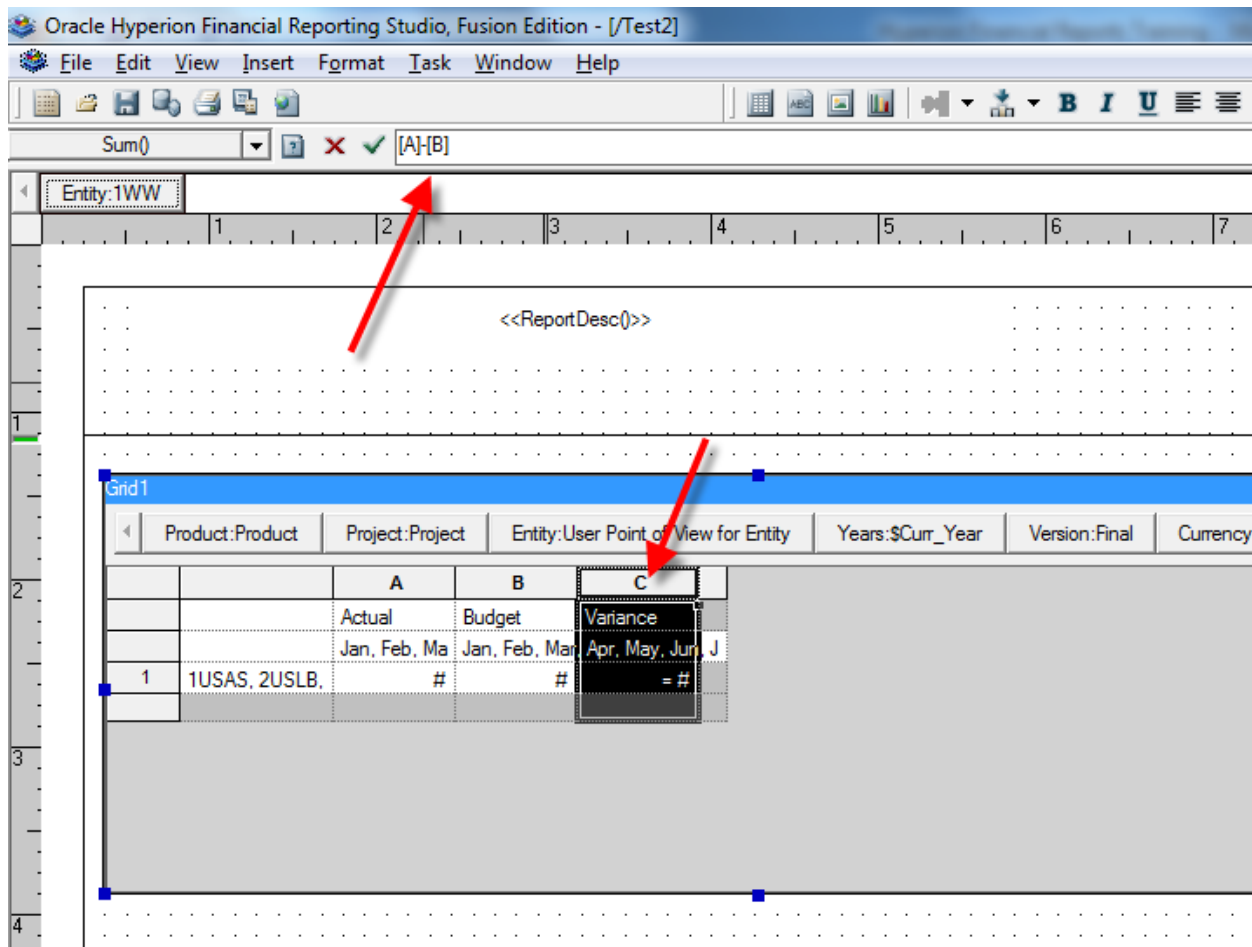 Oracle Hyperion Financial Reporting Studio, Fusion Edition - [/Test2]
File Edit View Insert Format Task Window Help
ABC B I U
Sum() ? [A]-[B]
Entity:1WW
1 2 3 4 5 6 7
<<ReportDesc()>>
1
Grid1
Product:Product Project:Project Entity:User Point of View for Entity Years:$Curr_Year Version:Final Currency
2
A B C
Actual Budget Variance
Jan, Feb, Ma Jan, Feb, Mar, Apr, May, Jun, J
1 1USAS, 2USLB, # # = #
3
4